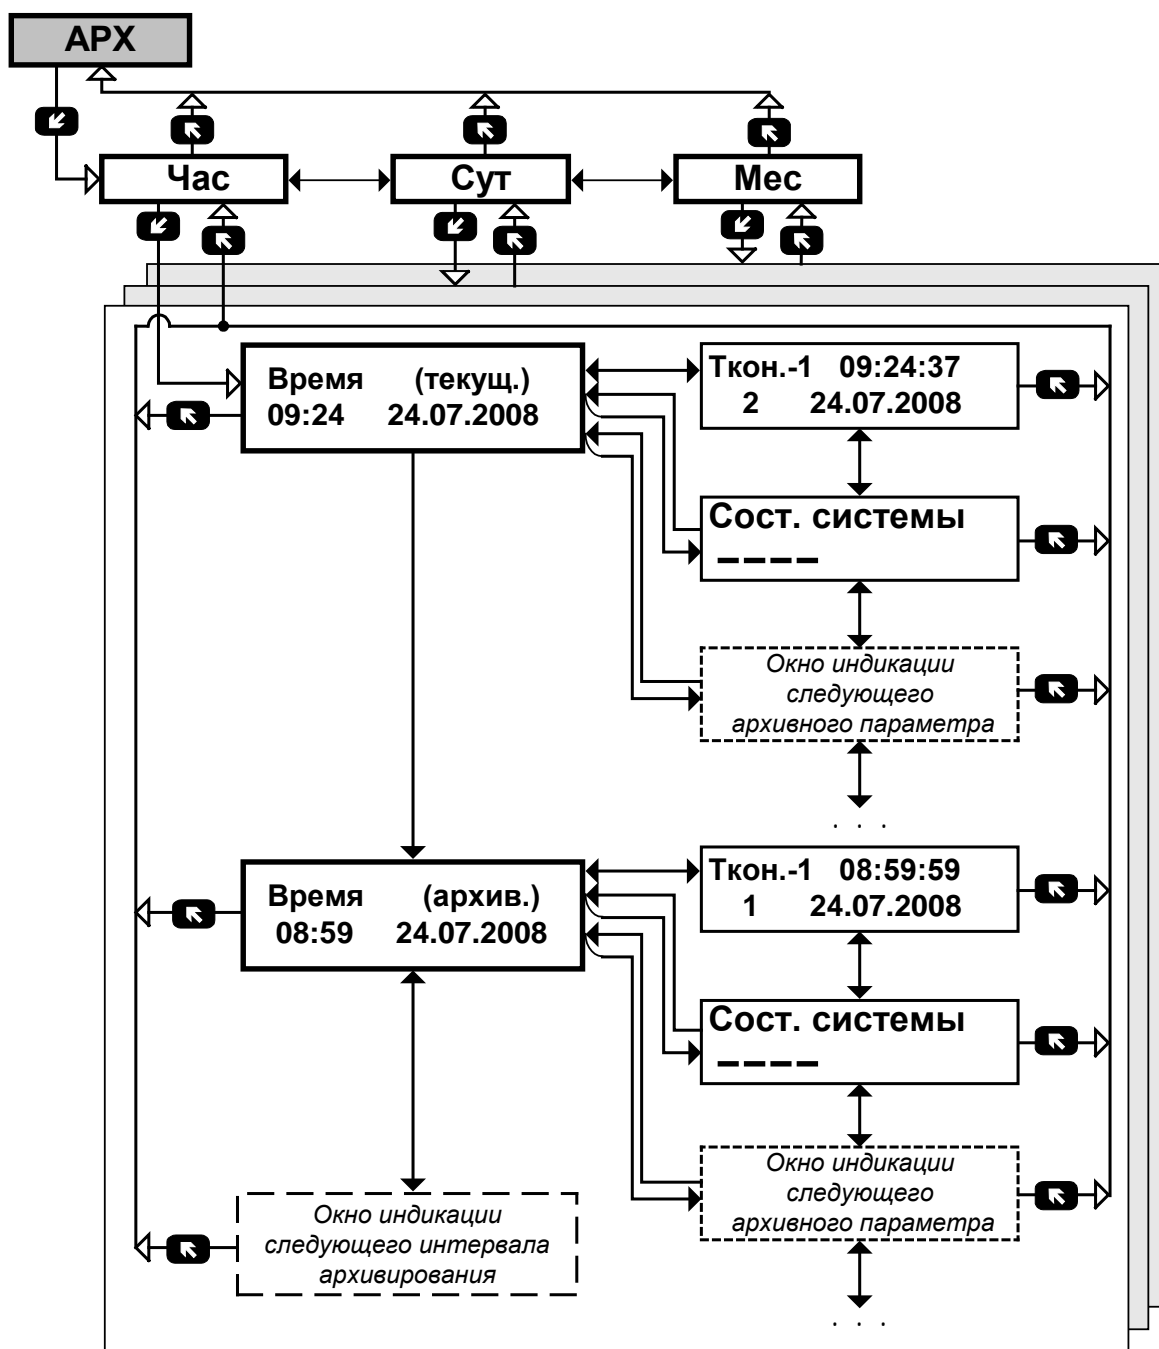 АРХ
Час
Сут
Мес
Время (текущ.)
09:24 24.07.2008
Ткон.-1 09:24:37
2 24.07.2008
Сост. системы
– – – –
Окно индикации
следующего
архивного параметра
. . .
Время (архив.)
08:59 24.07.2008
Ткон.-1 08:59:59
1 24.07.2008
Сост. системы
– – – –
Окно индикации
следующего
архивного параметра
. . .
Окно индикации
следующего интервала
архивирования